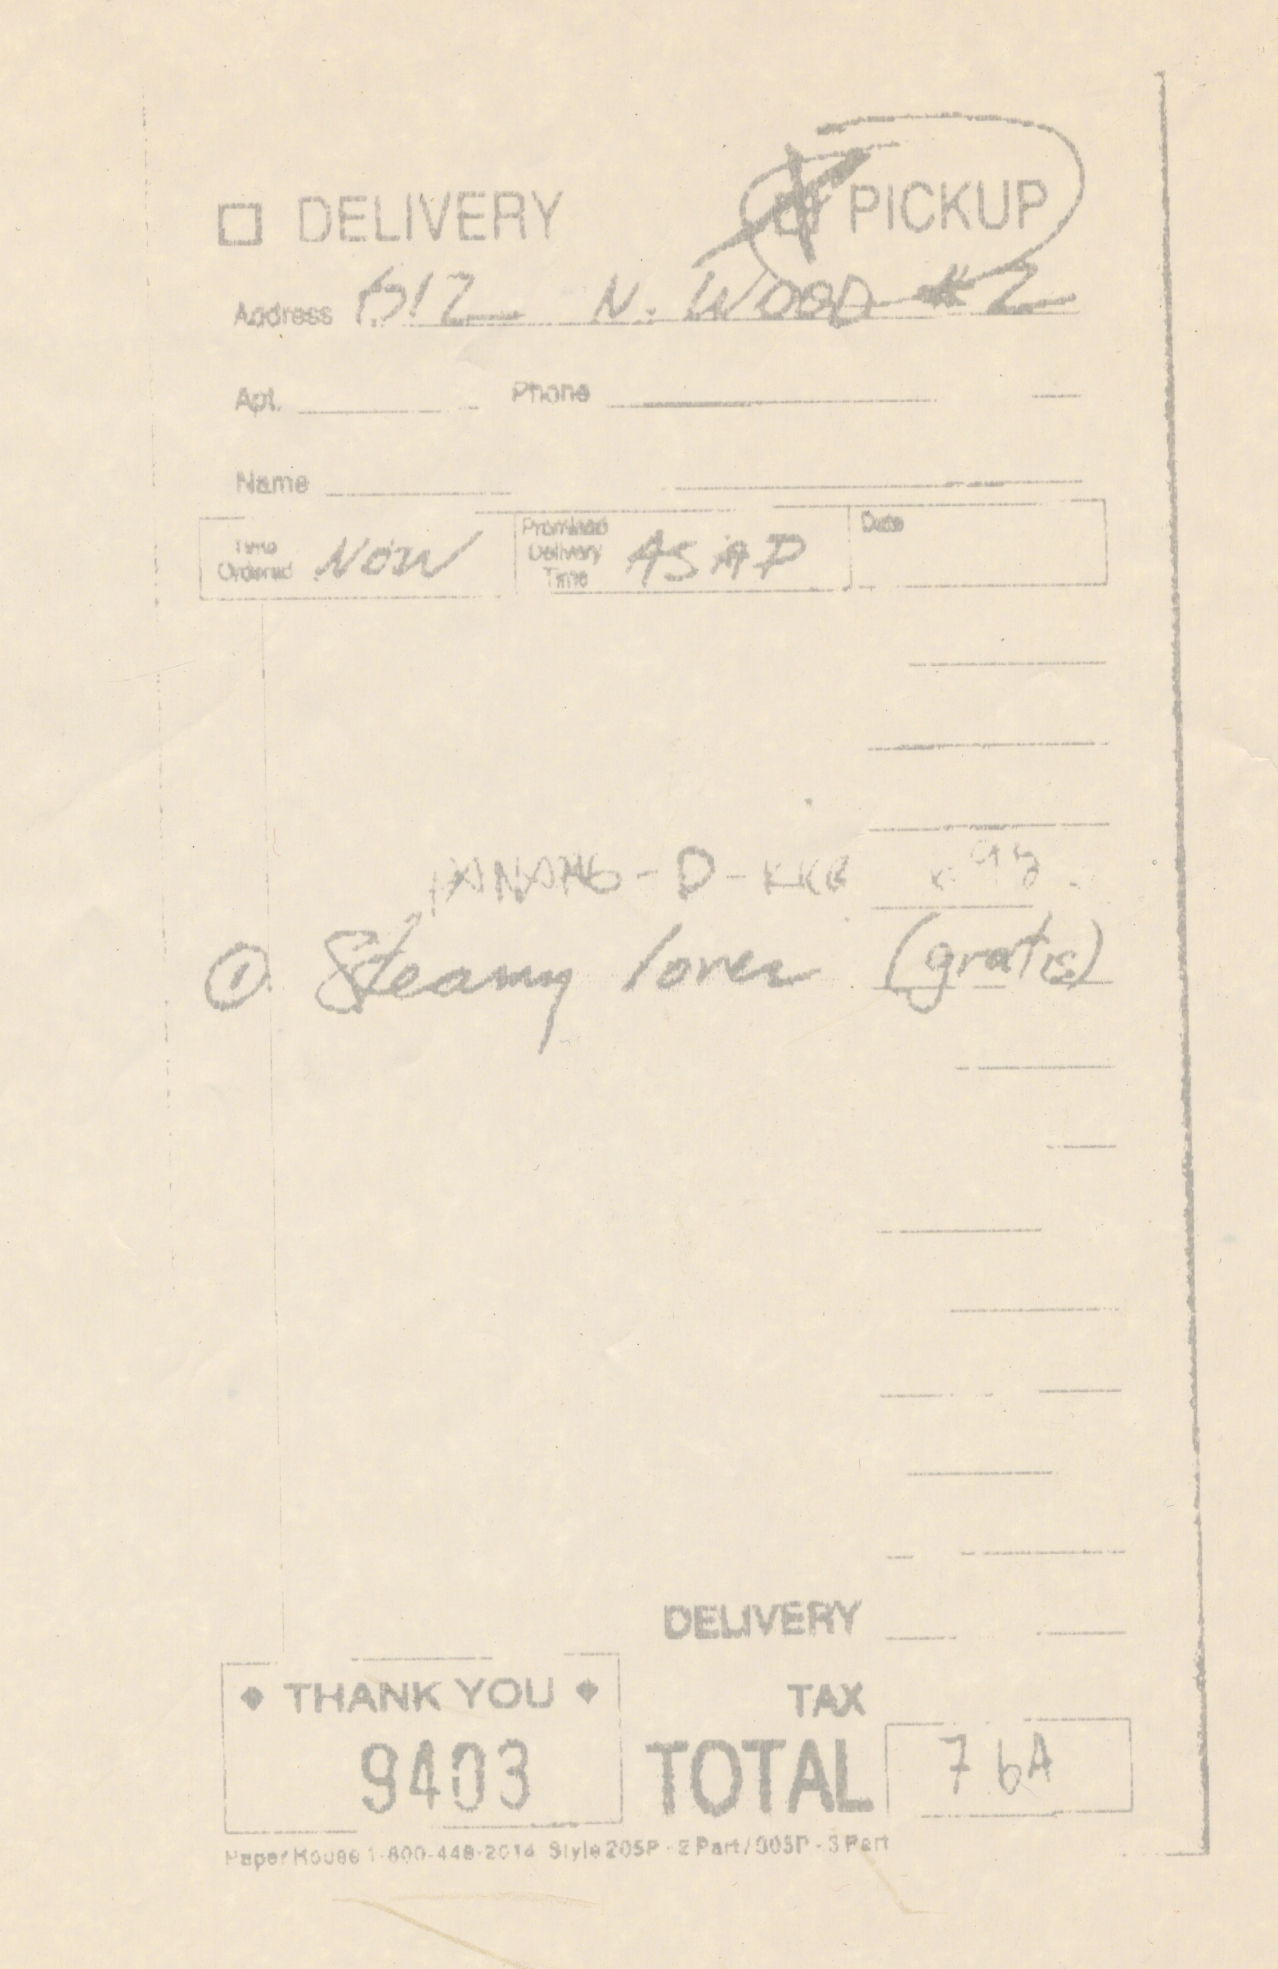 DELIVERY PICKUP
Address 1512 N. WOOD #2
Apt. Phone
Name
Time Ordered NOW Promised Delivery Time ASAP Date
PANANG - D -
① Steamy lover (gratis)
DELIVERY
THANK YOU TAX
9403 TOTAL
Paper House 1-800-448-2014 Style 205P - 2 Part / 305P - 3 Part